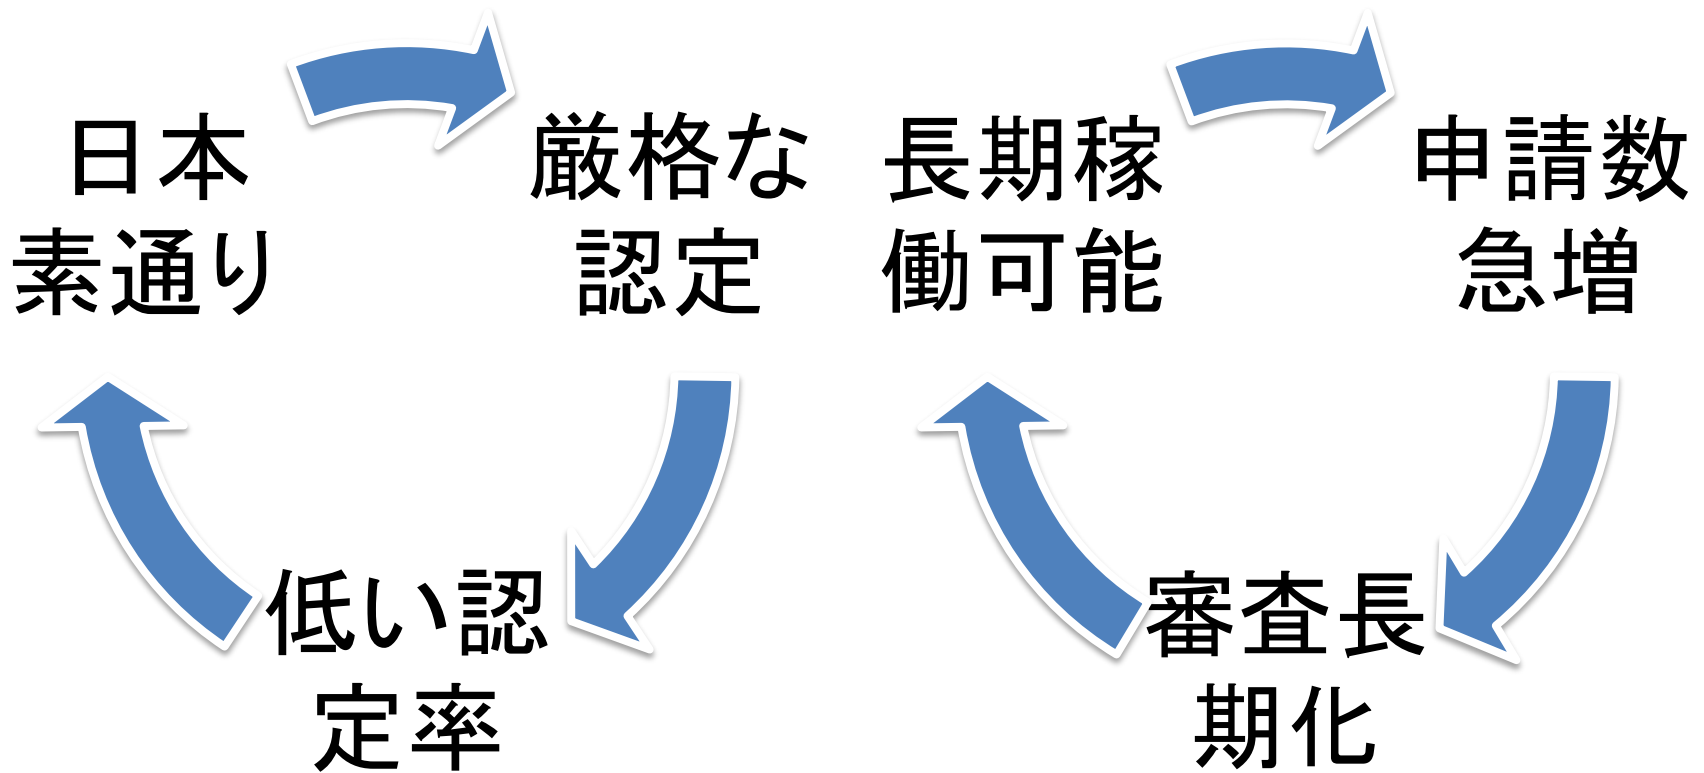 日本
素通り
厳格な
認定
低い認
定率
長期稼
働可能
申請数
急増
審査長
期化